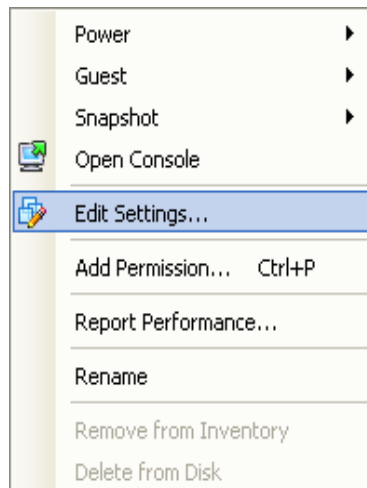 Power
Guest
Snapshot
Open Console
Edit Settings...
Add Permission... Ctrl+P
Report Performance...
Rename
Remove from Inventory
Delete from Disk